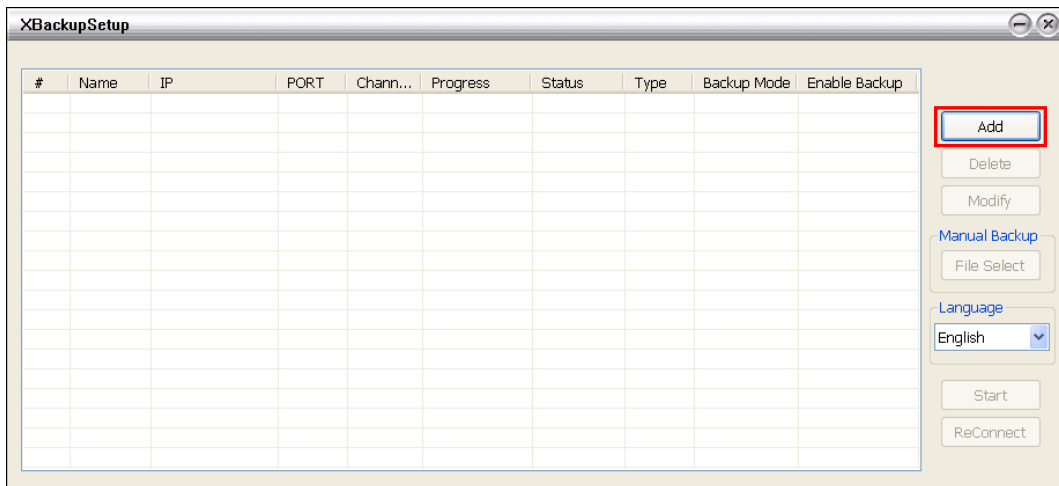 XBackupSetup
# Name IP PORT Chann... Progress Status Type Backup Mode Enable Backup
Add
Delete
Modify
Manual Backup
File Select
Language
English
Start
ReConnect